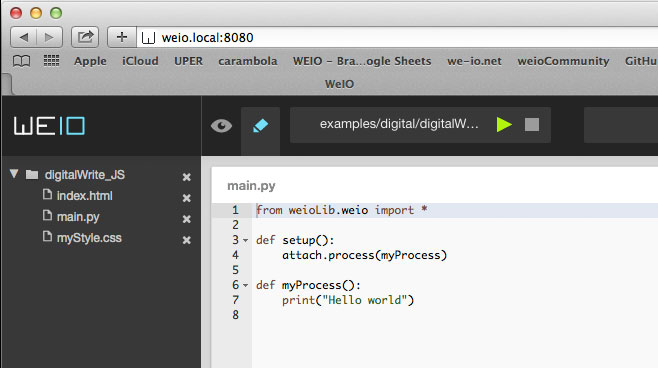 weio.local:8080
Apple iCloud UPER carambola WEIO – Bra...ogle Sheets we-io.net weioCommunity GitHu
WeIO
WEIO
examples/digital/digitalW...
digitalWrite_JS
index.html
main.py
myStyle.css
main.py
1 from weioLib.weio import *
2
3 def setup():
4 attach.process(myProcess)
5
6 def myProcess():
7 print("Hello world")
8